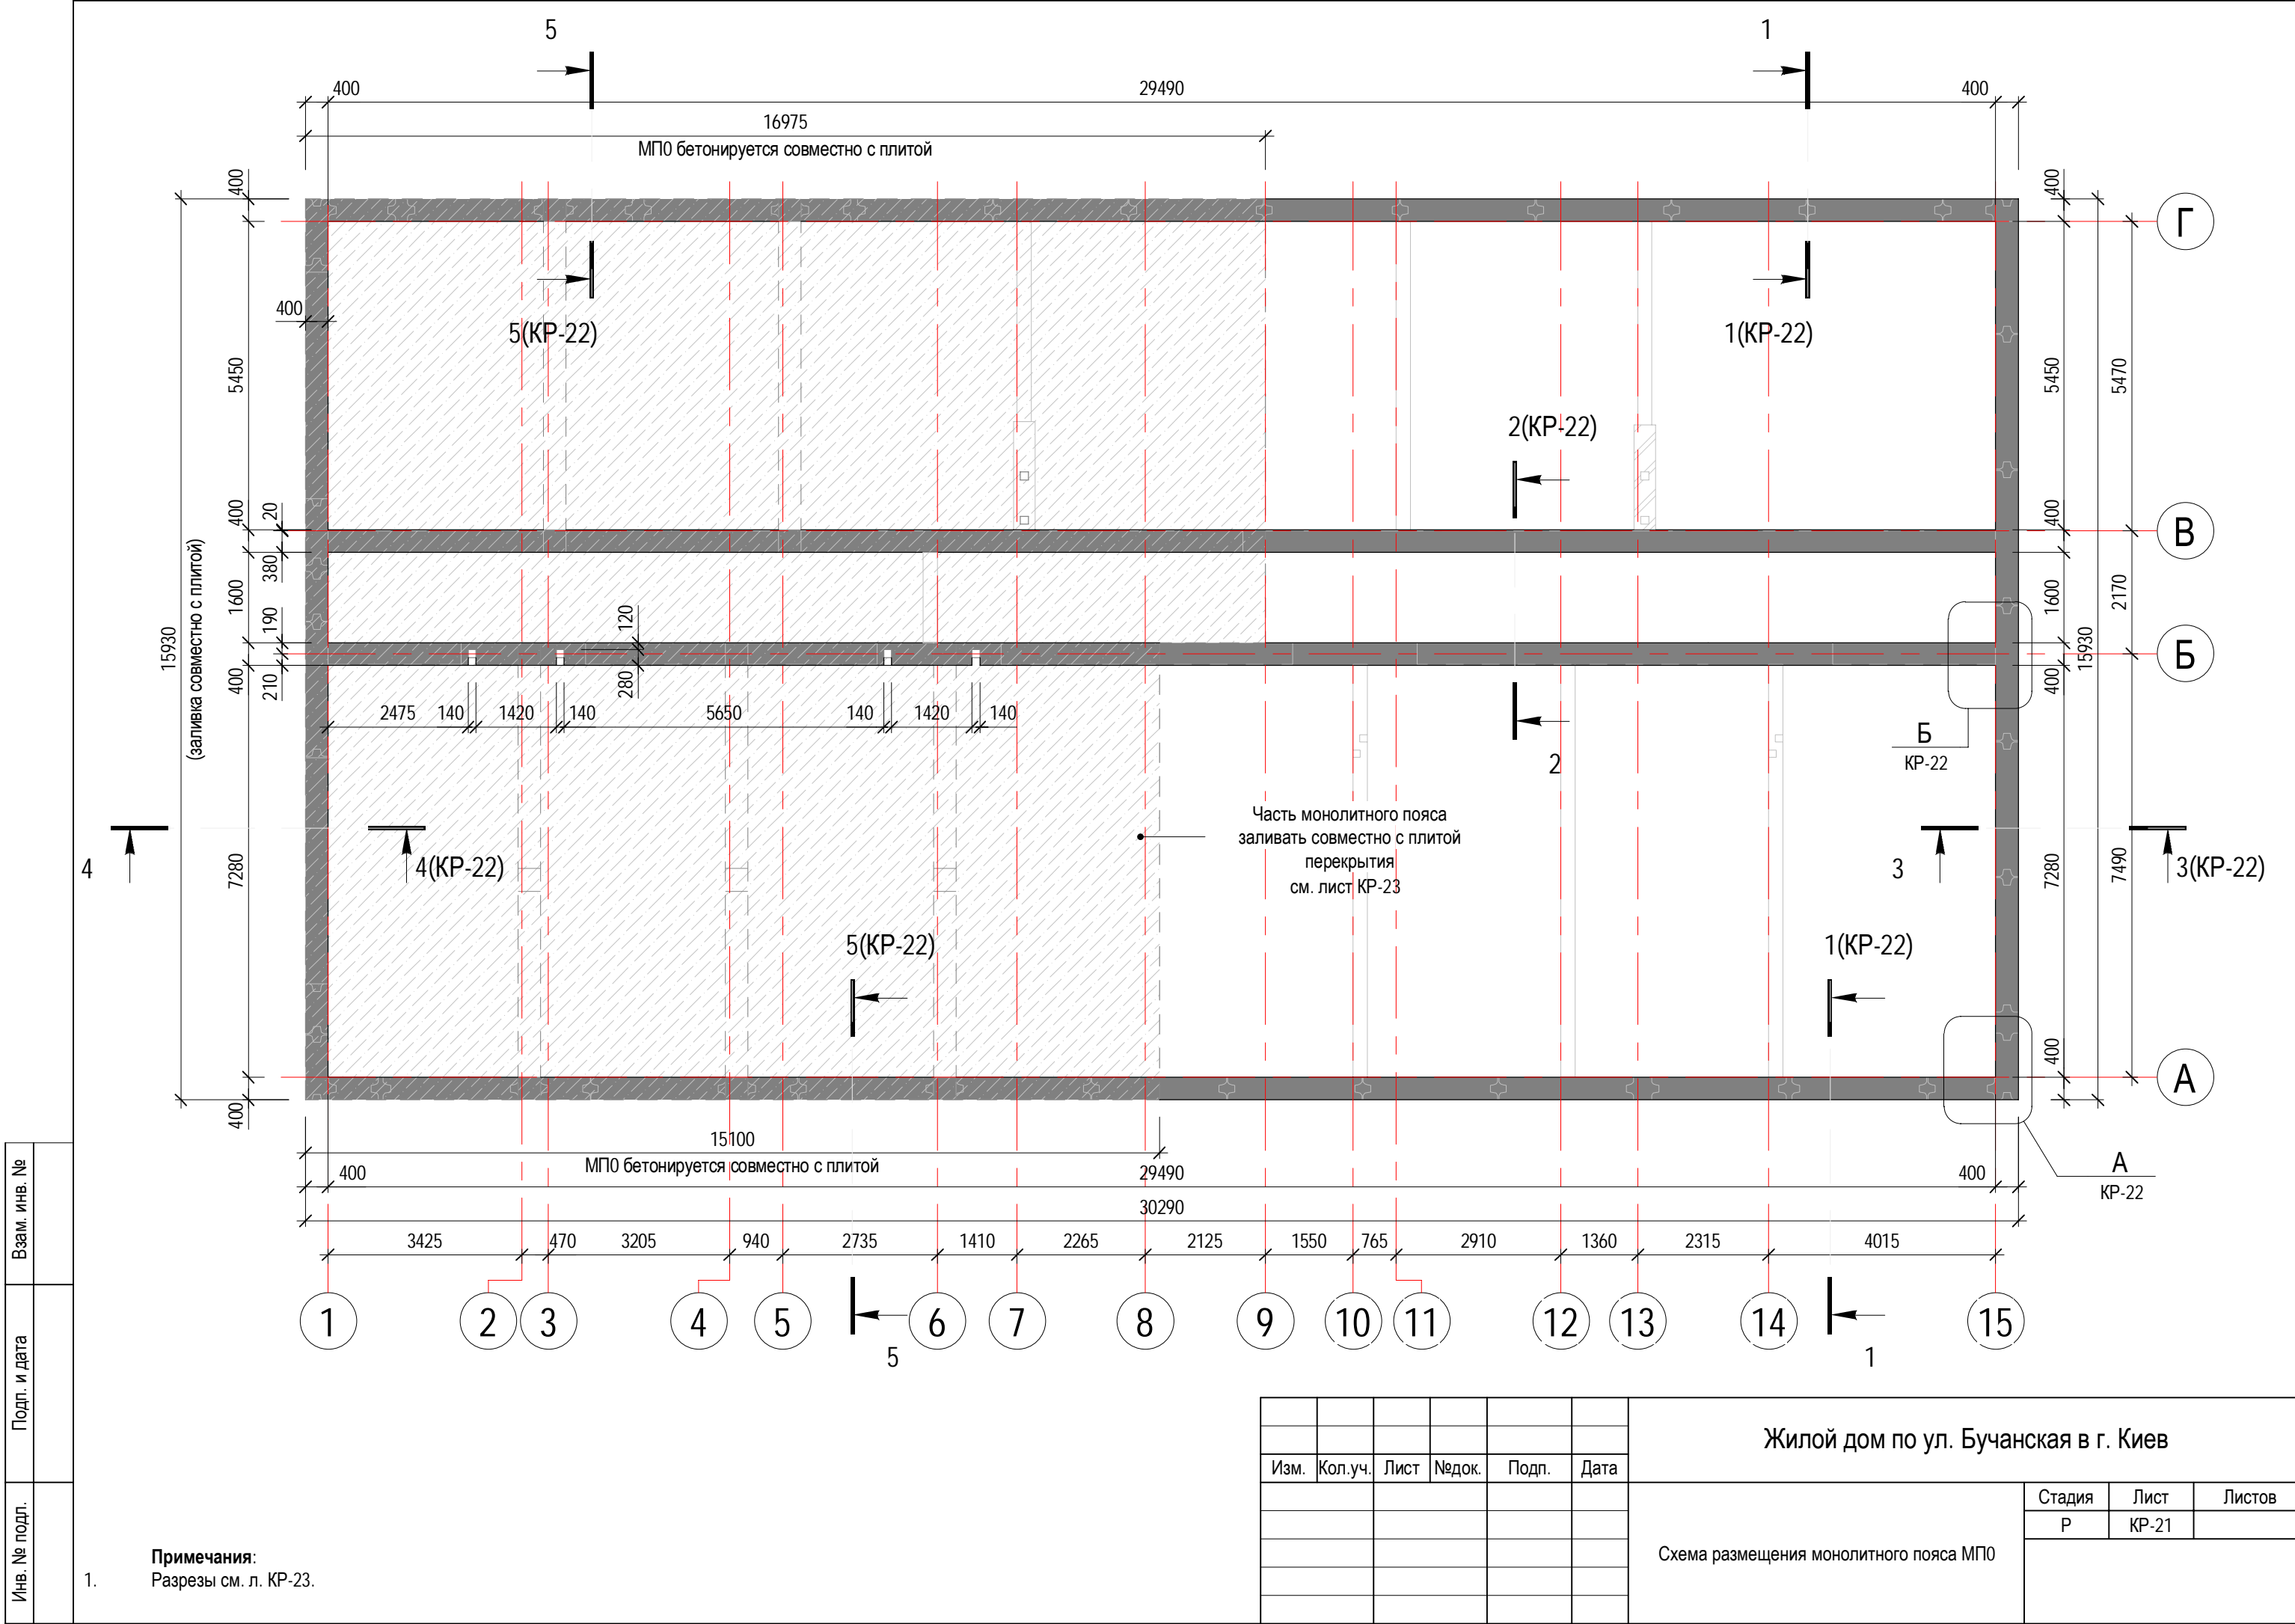 5
1
400
29490
400
16975
МП0 бетонируется совместно с плитой
400
400
Г
400
5(КР-22)
1(КР-22)
5450
5450
5470
2(КР-22)
400
20
400
В
380
1600
190
120
1600
2170
15930
(заливка совместно с плитой)
15930
Б
400
210
280
400
2475
140
1420
140
5650
140
1420
140
Б
КР-22
2
Часть монолитного пояса
заливать совместно с плитой
перекрытия
см. лист КР-23
4
4(КР-22)
7280
3
7280
7490
3(КР-22)
5(КР-22)
1(КР-22)
400
400
А
15100
МП0 бетонируется совместно с плитой
400
29490
400
А
КР-22
30290
3425
470
3205
940
2735
1410
2265
2125
1550
765
2910
1360
2315
4015
1
2
3
4
5
6
7
8
9
10
11
12
13
14
15
5
1
Взам. инв. №
Подп. и дата
Инв. № подл.
Примечания:
1. Разрезы см. л. КР-23.
Жилой дом по ул. Бучанская в г. Киев
Изм. Кол.уч. Лист №док. Подп. Дата
Стадия Лист Листов
Р КР-21
Схема размещения монолитного пояса МП0